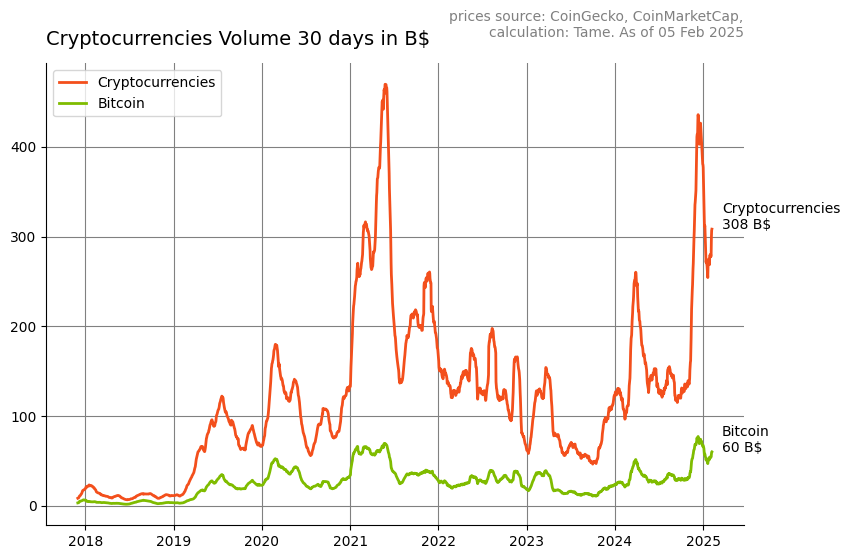 prices source: CoinGecko, CoinMarketCap,
calculation: Tame. As of 05 Feb 2025
Cryptocurrencies Volume 30 days in B$
Cryptocurrencies
Bitcoin
400
300
200
100
0
Cryptocurrencies
308 B$
Bitcoin
60 B$
2018
2019
2020
2021
2022
2023
2024
2025